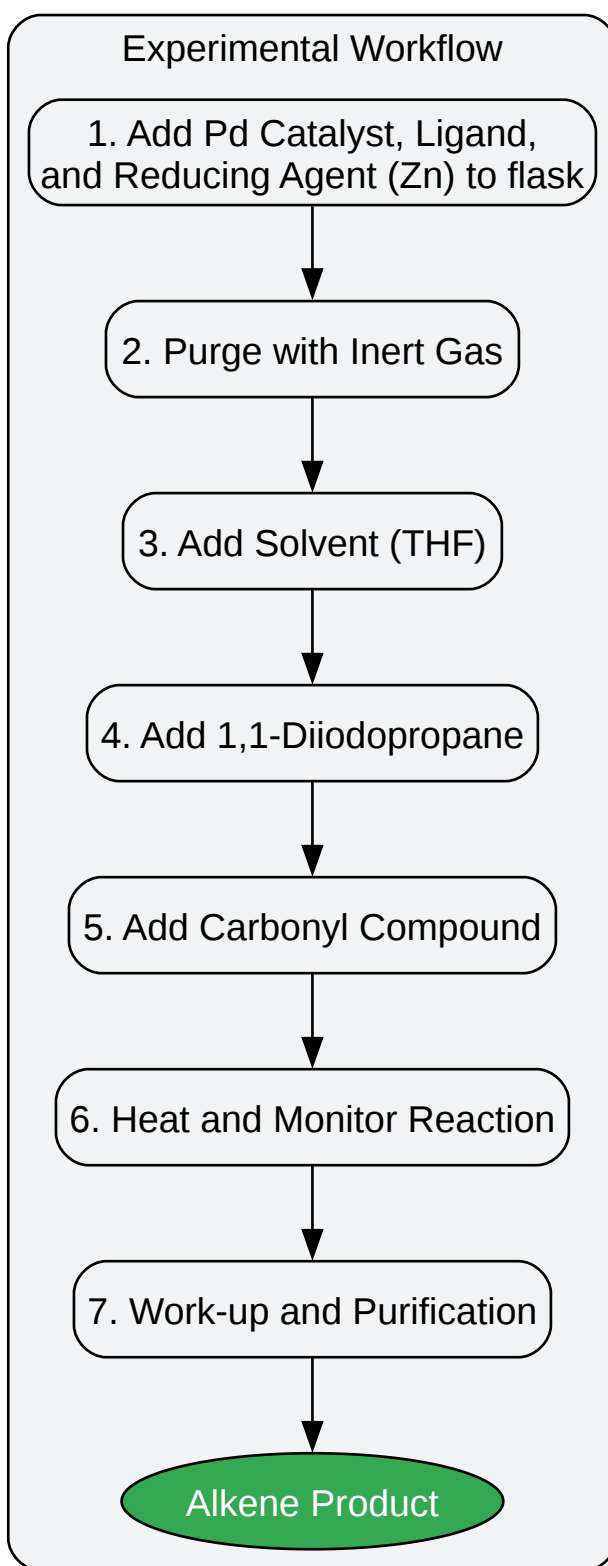 Experimental Workflow
1. Add Pd Catalyst, Ligand,
and Reducing Agent (Zn) to flask
2. Purge with Inert Gas
3. Add Solvent (THF)
4. Add 1,1-Diiodopropane
5. Add Carbonyl Compound
6. Heat and Monitor Reaction
7. Work-up and Purification
Alkene Product